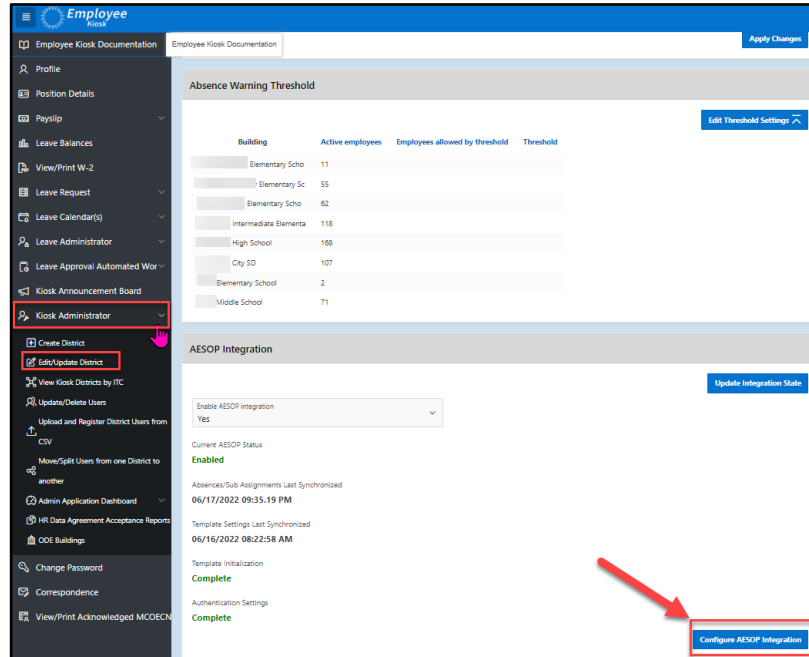 Employee
Kiosk
Employee Kiosk Documentation
Employee Kiosk Documentation
Apply Changes
Profile
Position Details
Payslip
Leave Balances
View/Print W-2
Leave Request
Leave Calendar(s)
Leave Administrator
Leave Approval Automated Wor
Kiosk Announcement Board
Kiosk Administrator
Create District
Edit/Update District
View Kiosk Districts by ITC
Update/Delete Users
Upload and Register District Users from
CSV
Move/Split Users from one District to
another
Admin Application Dashboard
HR Data Agreement Acceptance Reports
ODE Buildings
Change Password
Correspondence
View/Print Acknowledged MCOECN
Absence Warning Threshold
Edit Threshold Settings
Building Active employees Employees allowed by threshold Threshold
Elementary Scho 11
Elementary Sc 55
Elementary Scho 62
Intermediate Elementa 118
High School 168
City SD 107
Elementary School 2
Middle School 71
AESOP Integration
Update Integration State
Enable AESOP integration
Yes
Current AESOP Status
Enabled
Absences/Sub Assignments Last Synchronized
06/17/2022 09:35.19 PM
Template Settings Last Synchronized
06/16/2022 08:22:58 AM
Template Initialization
Complete
Authentication Settings
Complete
Configure AESOP Integration